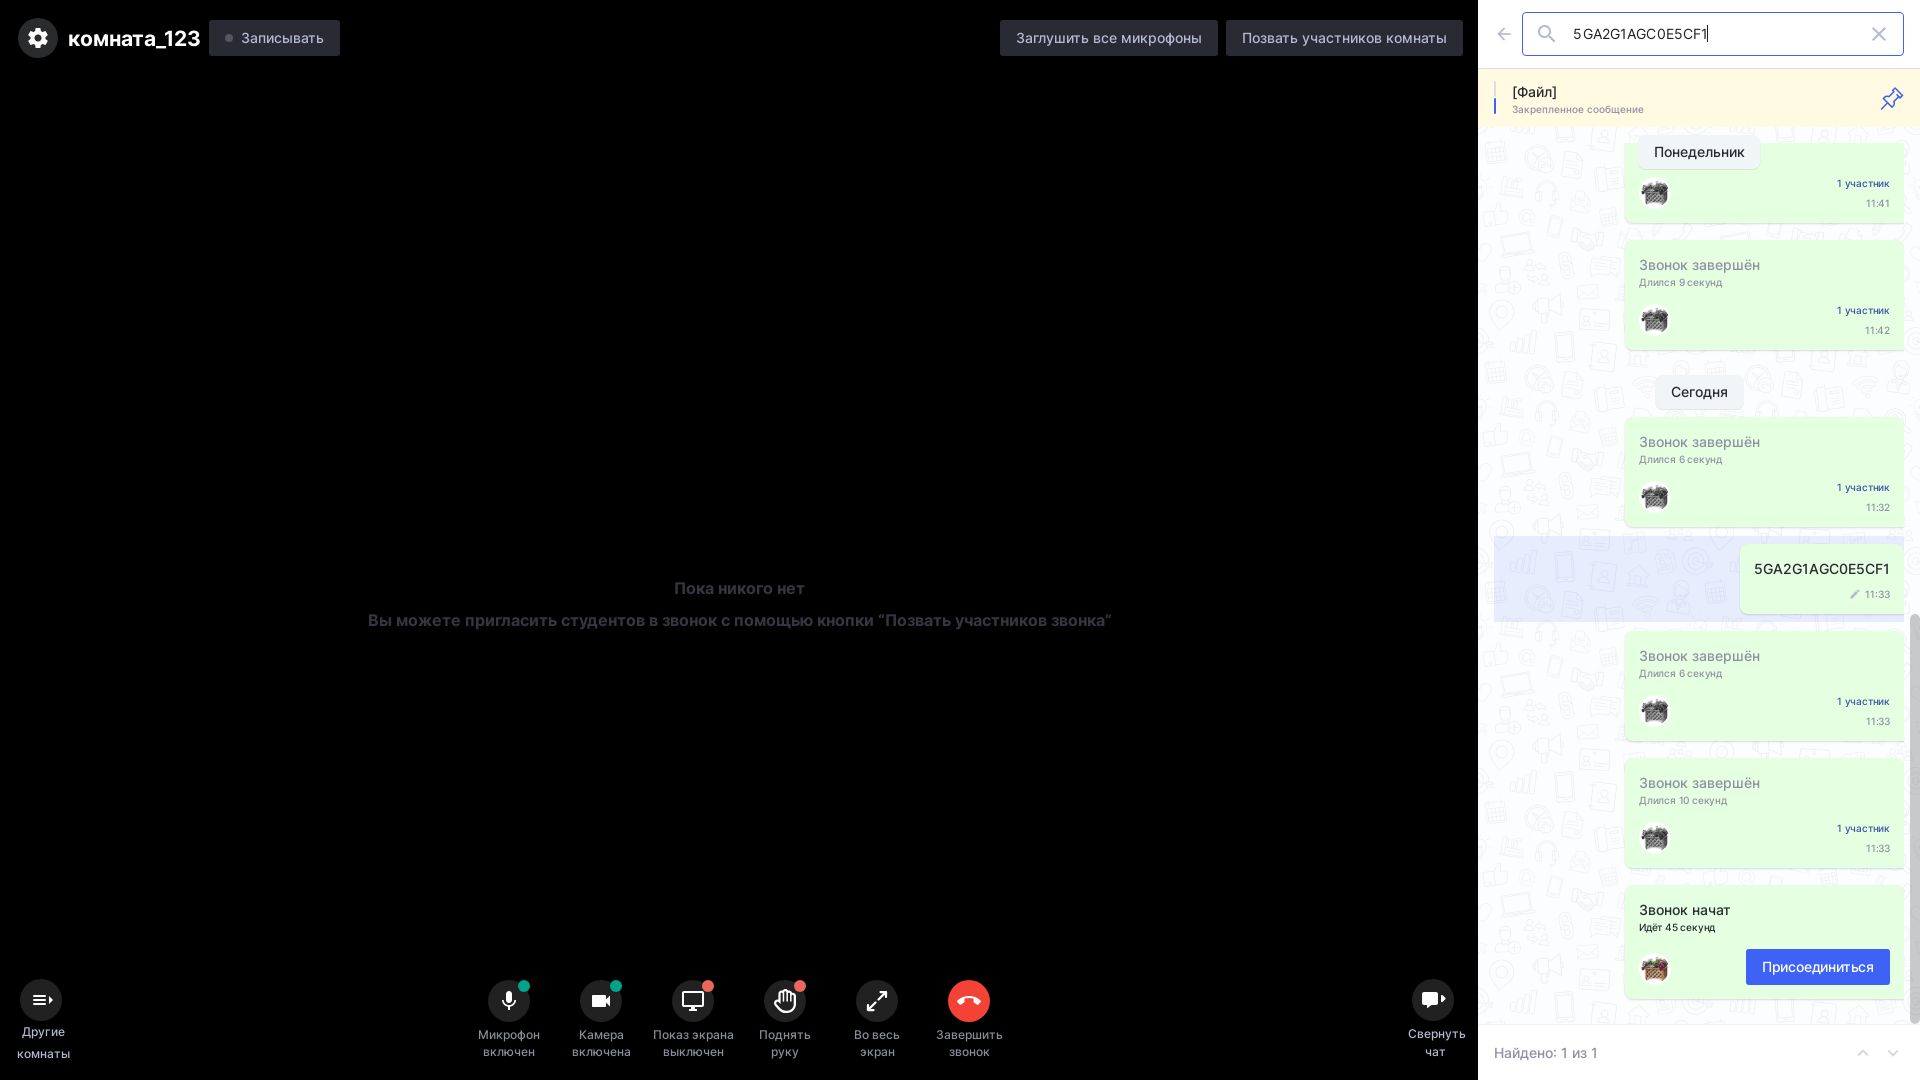 комната_123
Записывать
Заглушить все микрофоны
Позвать участников комнаты
5GA2G1AGC0E5CF1
[Файл]
Закрепленное сообщение
Понедельник
1 участник
11:41
Звонок завершён
Длился 9 секунд
1 участник
11:42
Сегодня
Звонок завершён
Длился 6 секунд
1 участник
11:32
5GA2G1AGC0E5CF1
11:33
Звонок завершён
Длился 6 секунд
1 участник
11:33
Звонок завершён
Длился 10 секунд
1 участник
11:33
Звонок начат
Идёт 45 секунд
Присоединиться
Найдено: 1 из 1
Пока никого нет
Вы можете пригласить студентов в звонок с помощью кнопки “Позвать участников звонка”
Другие
комнаты
Микрофон
включен
Камера
включена
Показ экрана
выключен
Поднять
руку
Во весь
экран
Завершить
звонок
Свернуть
чат